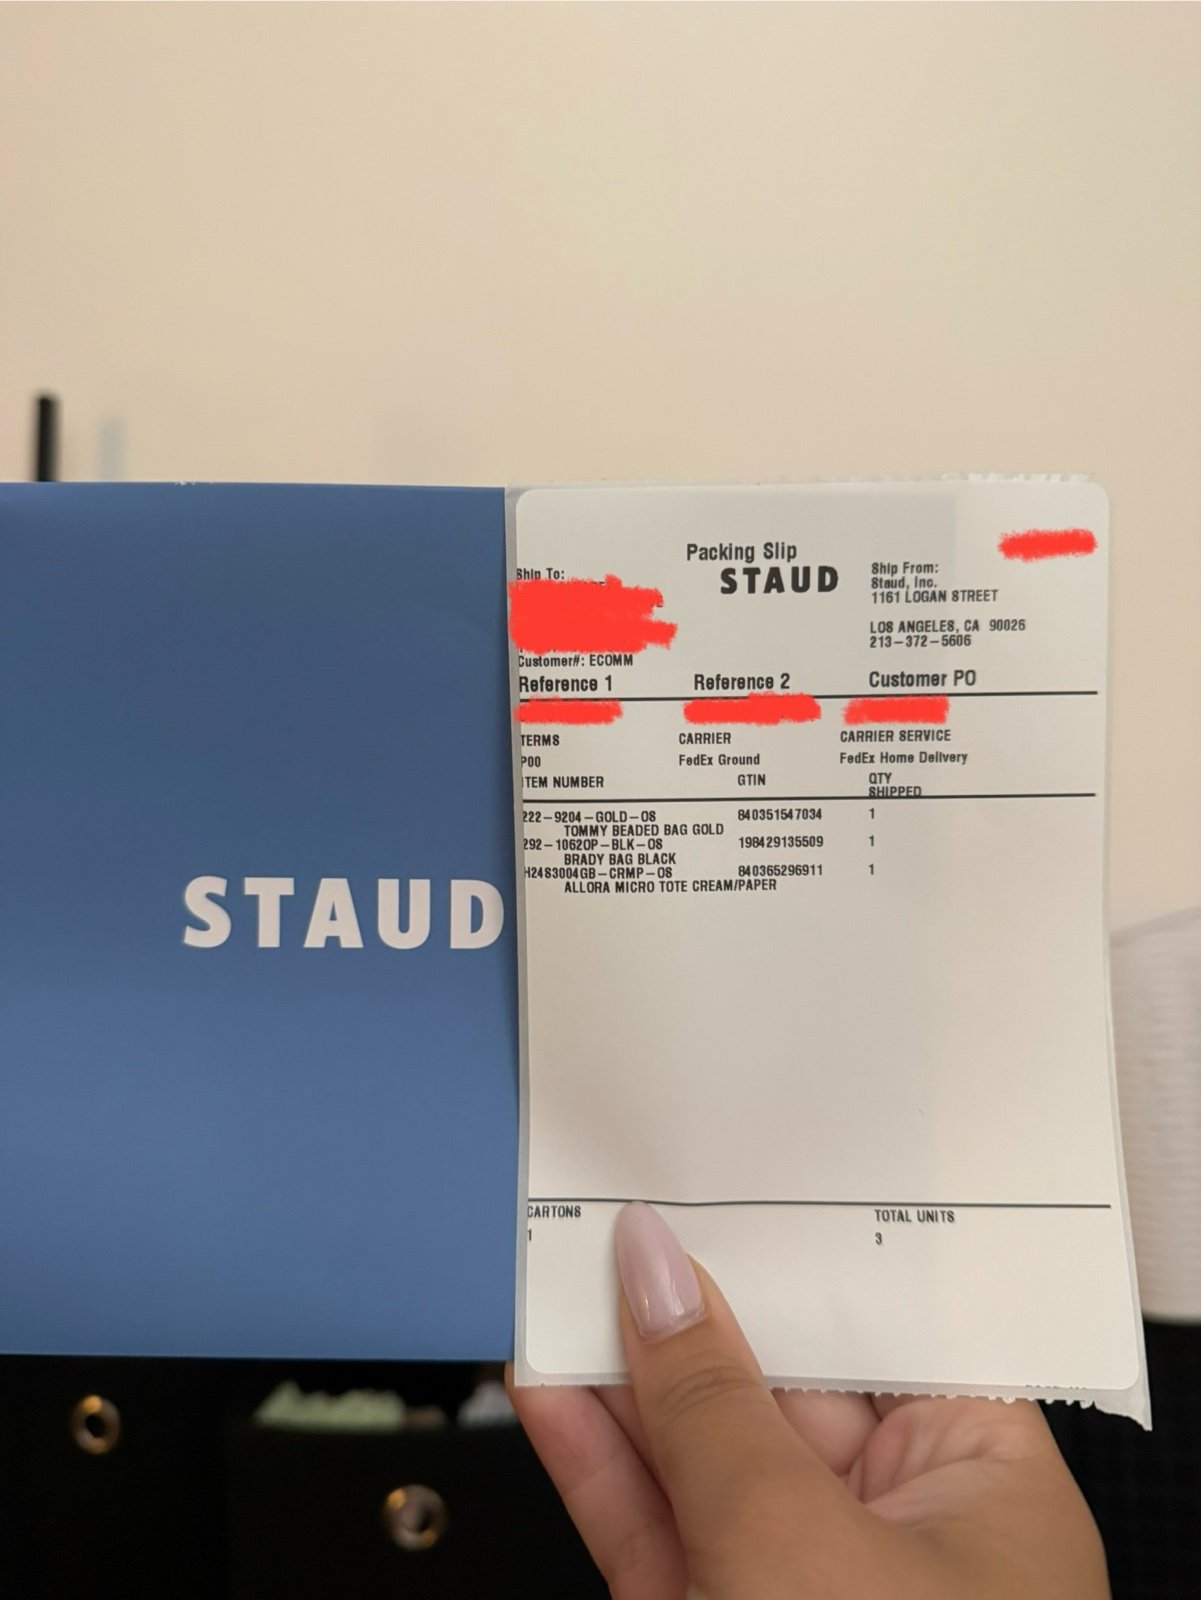 STAUD
Packing Slip
STAUD
Ship To:
Customer#: ECOMM
Ship From:
Staud, Inc.
1161 LOGAN STREET
LOS ANGELES, CA 90026
213-372-5606
Reference 1 Reference 2 Customer PO
TERMS CARRIER CARRIER SERVICE
P00 FedEx Ground FedEx Home Delivery
ITEM NUMBER GTIN QTY
SHIPPED
222-9204-GOLD-OS 840351547034 1
TOMMY BEADED BAG GOLD
292-1062OP-BLK-OS 198429135509 1
BRADY BAG BLACK
H24S3004GB-CRMP-OS 840365296911 1
ALLORA MICRO TOTE CREAM/PAPER
CARTONS TOTAL UNITS
1 3